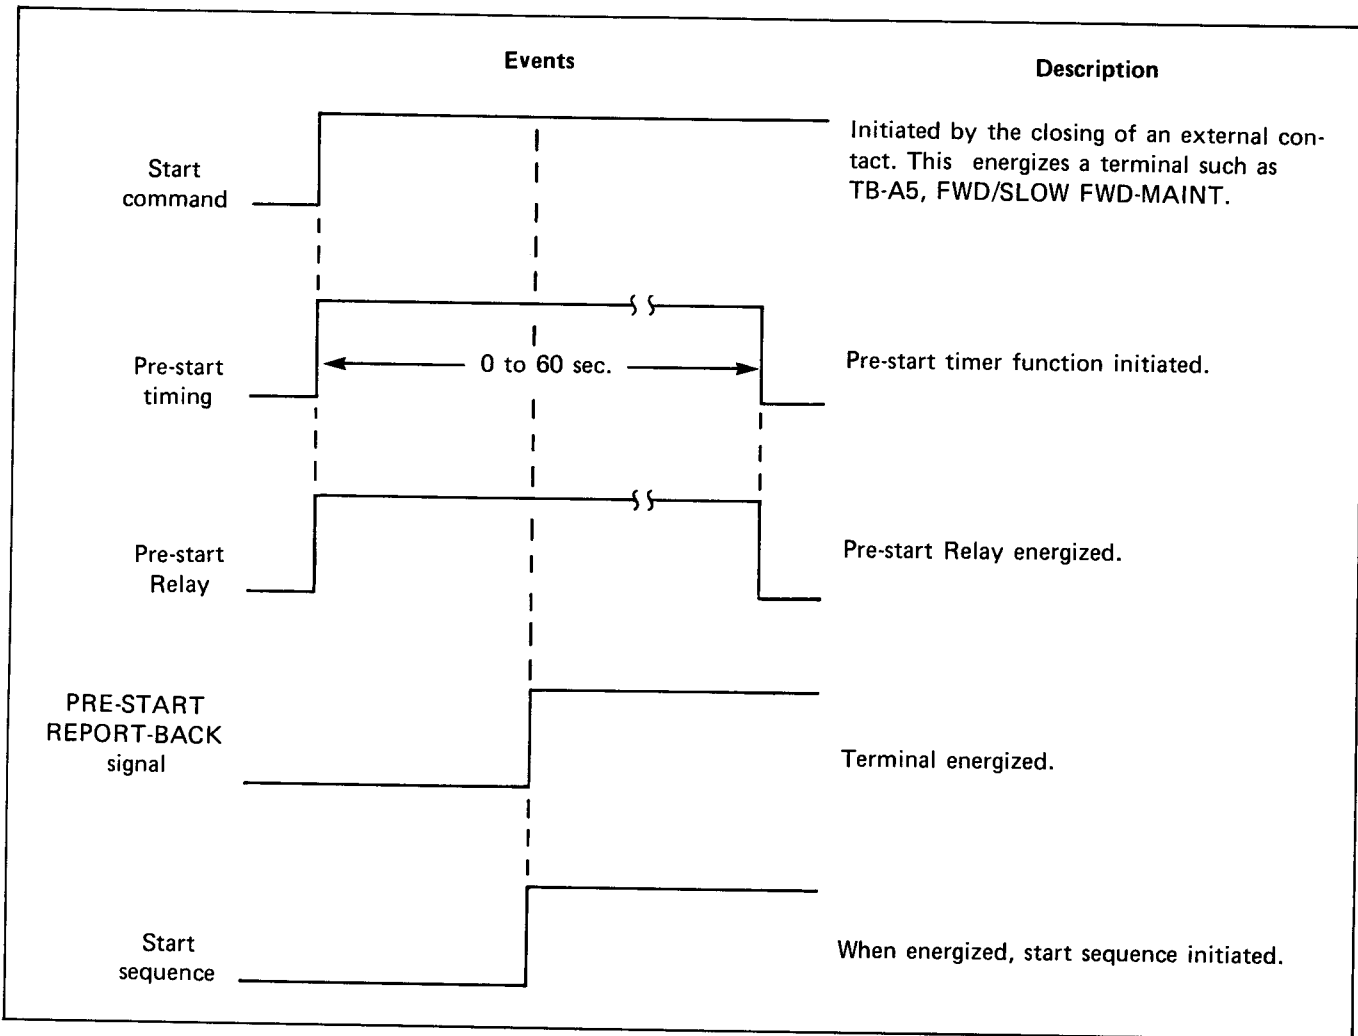 Events
Description
Start
command
Initiated by the closing of an external con-
tact. This energizes a terminal such as
TB-A5, FWD/SLOW FWD-MAINT.
Pre-start
timing
0 to 60 sec.
Pre-start timer function initiated.
Pre-start
Relay
Pre-start Relay energized.
PRE-START
REPORT-BACK
signal
Terminal energized.
Start
sequence
When energized, start sequence initiated.